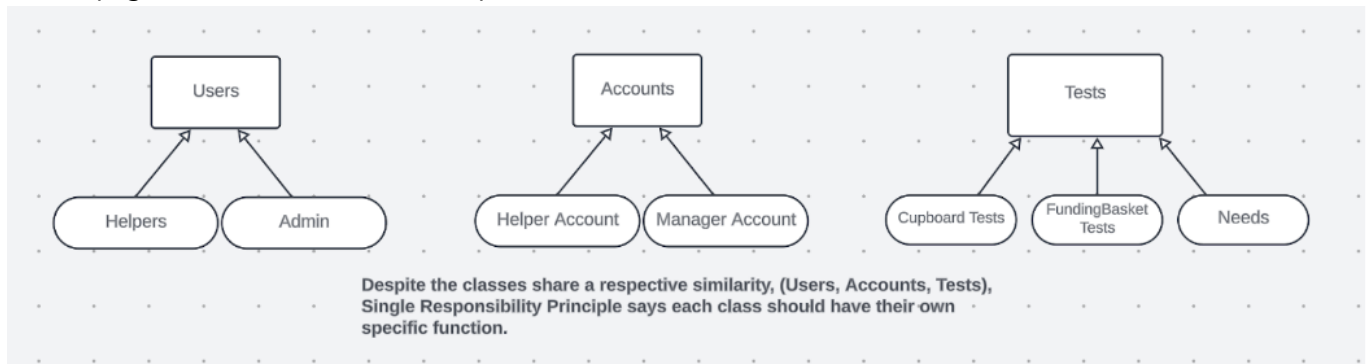 Users
Accounts
Tests
Helpers
Admin
Helper Account
Manager Account
Cupboard Tests
FundingBasket
Tests
Needs
Despite the classes share a respective similarity, (Users, Accounts, Tests),
Single Responsibility Principle says each class should have their own
specific function.